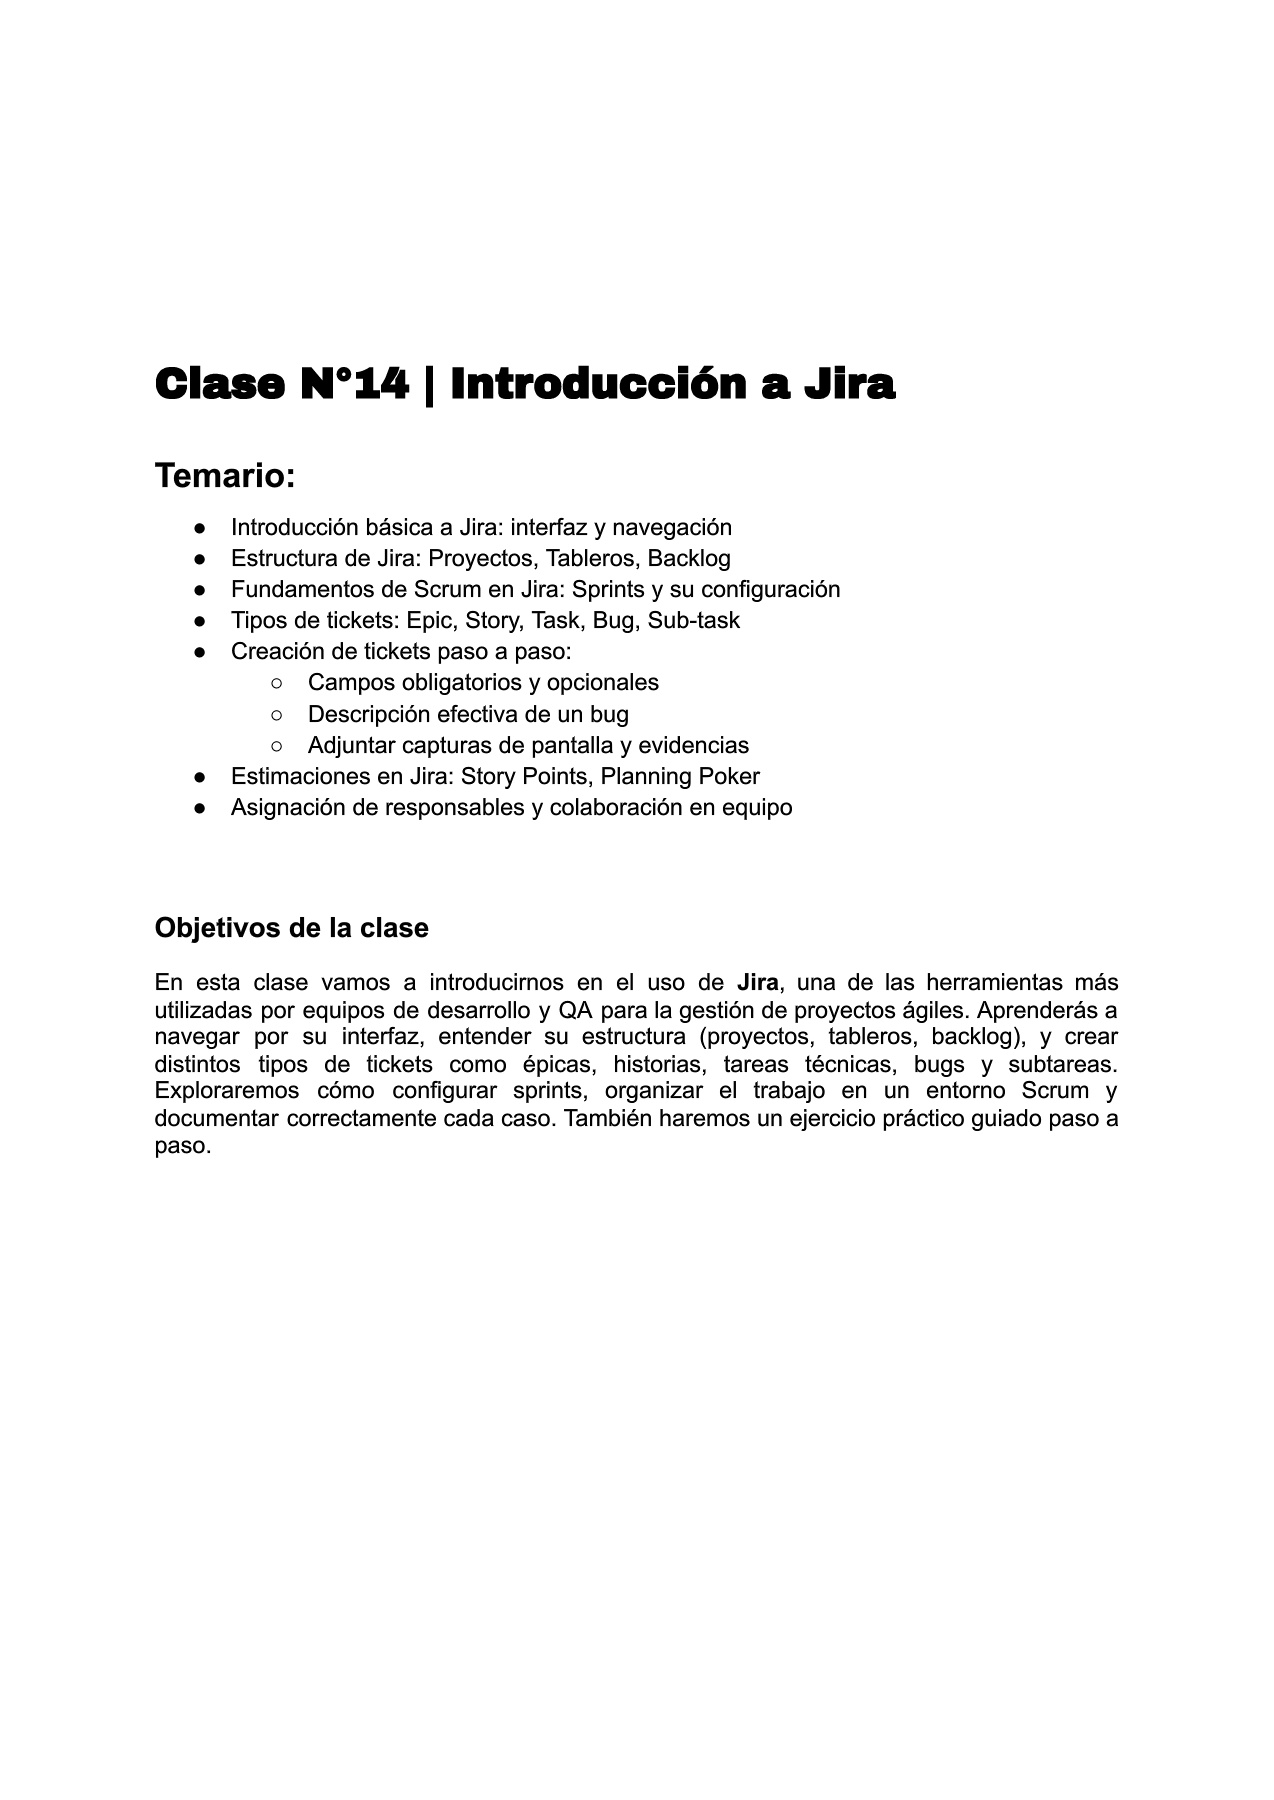 Clase N°14 | Introducción a Jira
Temario:
● Introducción básica a Jira: interfaz y navegación
● Estructura de Jira: Proyectos, Tableros, Backlog
● Fundamentos de Scrum en Jira: Sprints y su configuración
● Tipos de tickets: Epic, Story, Task, Bug, Sub-task
● Creación de tickets paso a paso:
○ Campos obligatorios y opcionales
○ Descripción efectiva de un bug
○ Adjuntar capturas de pantalla y evidencias
● Estimaciones en Jira: Story Points, Planning Poker
● Asignación de responsables y colaboración en equipo
Objetivos de la clase
En esta clase vamos a introducirnos en el uso de Jira, una de las herramientas más
utilizadas por equipos de desarrollo y QA para la gestión de proyectos ágiles. Aprenderás a
navegar por su interfaz, entender su estructura (proyectos, tableros, backlog), y crear
distintos tipos de tickets como épicas, historias, tareas técnicas, bugs y subtareas.
Exploraremos cómo configurar sprints, organizar el trabajo en un entorno Scrum y
documentar correctamente cada caso. También haremos un ejercicio práctico guiado paso a
paso.